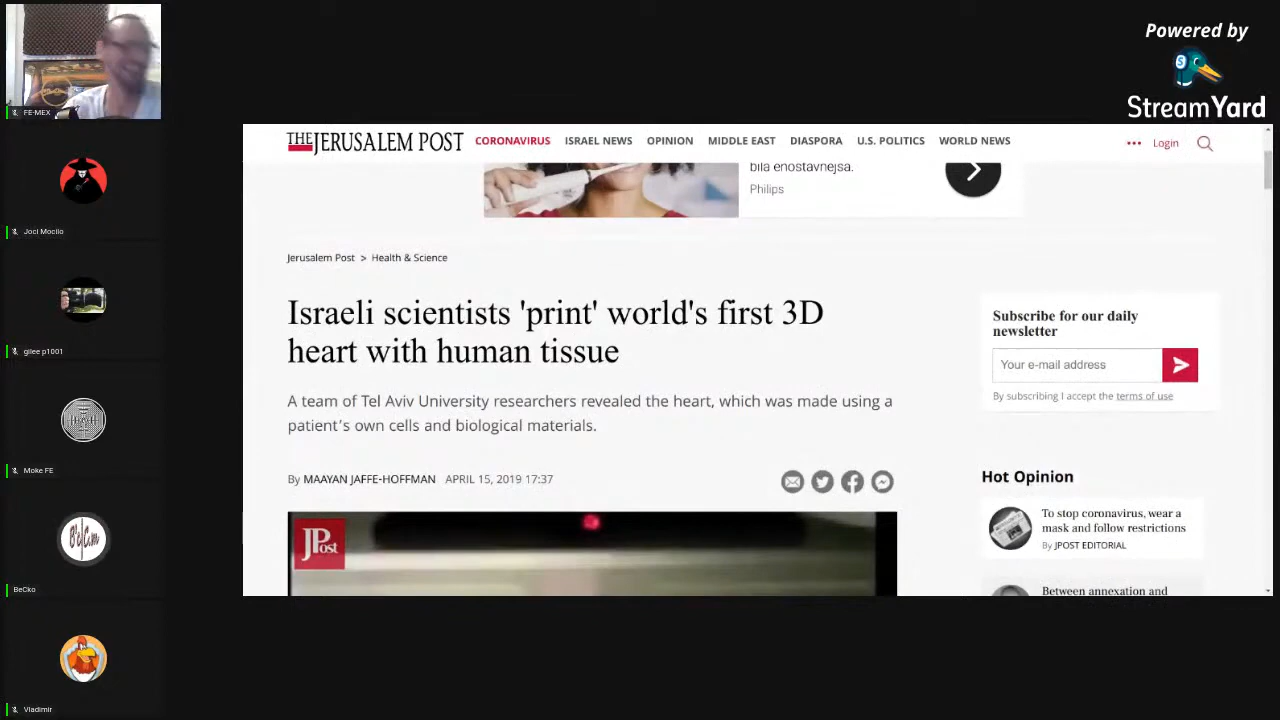 Powered by
StreamYard
FE-MEX
Joci Mocilo
gilee p1001
Moke FE
BeCko
Vladimir
THE JERUSALEM POST
CORONAVIRUS ISRAEL NEWS OPINION MIDDLE EAST DIASPORA U.S. POLITICS WORLD NEWS
Login
bila enostavnejša.
Philips
Jerusalem Post > Health & Science
Israeli scientists 'print' world's first 3D
heart with human tissue
A team of Tel Aviv University researchers revealed the heart, which was made using a
patient's own cells and biological materials.
By MAAYAN JAFFE-HOFFMAN APRIL 15, 2019 17:37
JPost
Subscribe for our daily
newsletter
Your e-mail address
By subscribing I accept the terms of use
Hot Opinion
To stop coronavirus, wear a
mask and follow restrictions
By JPOST EDITORIAL
Between annexation and